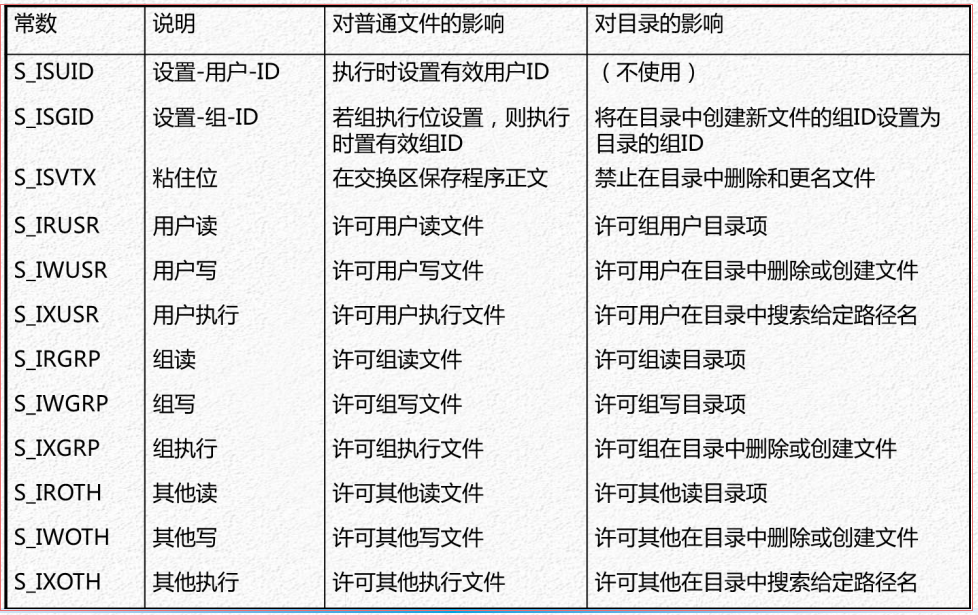 常数 说明 对普通文件的影响 对目录的影响
S_ISUID 设置-用户-ID 执行时设置有效用户ID （不使用）
S_ISGID 设置-组-ID 若组执行位设置，则执行 将在目录中创建新文件的组ID设置为
时置有效组ID 目录的组ID
S_ISVTX 粘住位 在交换区保存程序正文 禁止在目录中删除和更名文件
S_IRUSR 用户读 许可用户读文件 许可组用户目录项
S_IWUSR 用户写 许可用户写文件 许可用户在目录中删除或创建文件
S_IXUSR 用户执行 许可用户执行文件 许可用户在目录中搜索给定路径名
S_IRGRP 组读 许可组读文件 许可组读目录项
S_IWGRP 组写 许可组写文件 许可组写目录项
S_IXGRP 组执行 许可组执行文件 许可组在目录中删除或创建文件
S_IROTH 其他读 许可其他读文件 许可其他读目录项
S_IWOTH 其他写 许可其他写文件 许可其他在目录中删除或创建文件
S_IXOTH 其他执行 许可其他执行文件 许可其他在目录中搜索给定路径名